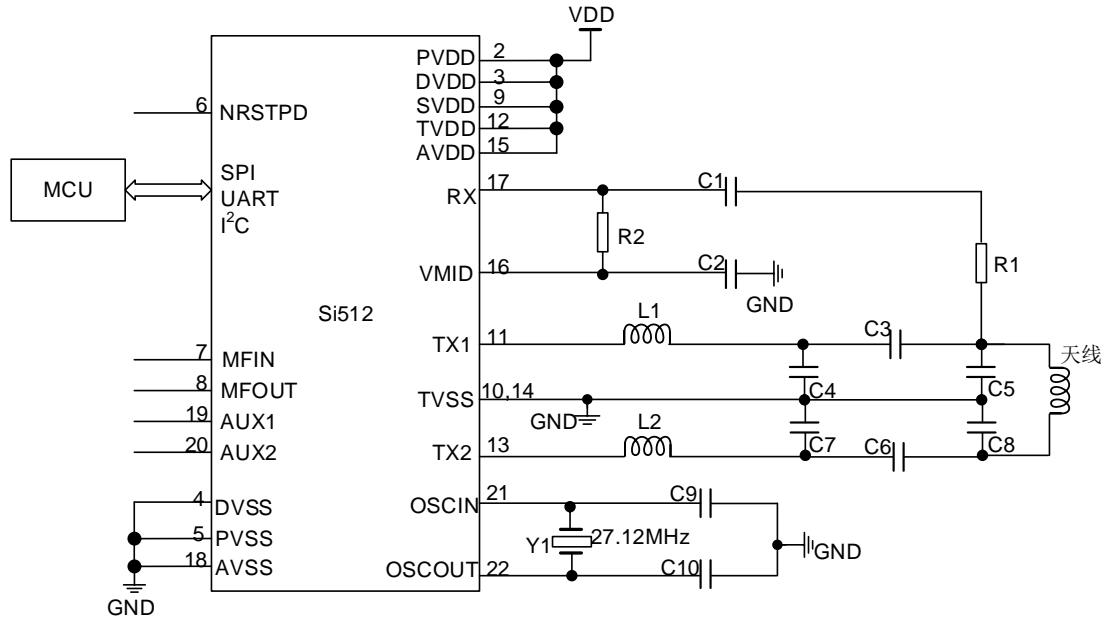 VDD
PVDD 2
DVDD 3
SVDD 9
TVDD 12
AVDD 15
6 NRSTPD
MCU
SPI
UART
I²C
RX 17
C1
R2
R1
VMID 16
C2
GND
Si512
L1
TX1 11
C3
天线
7 MFIN
8 MFOUT
19 AUX1
20 AUX2
TVSS 10,14
GND
C4
C5
L2
TX2 13
C7
C6
C8
4 DVSS
5 PVSS
18 AVSS
GND
OSCIN 21
C9
Y1
27.12MHz
GND
OSCOUT 22
C10